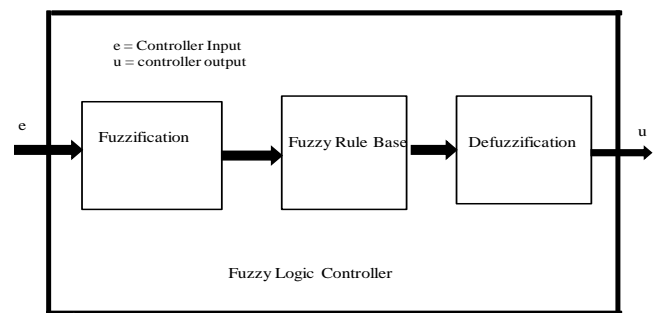 e = Controller Input
u = controller output
e
Fuzzification
Fuzzy Rule Base
Defuzzification
u
Fuzzy Logic Controller